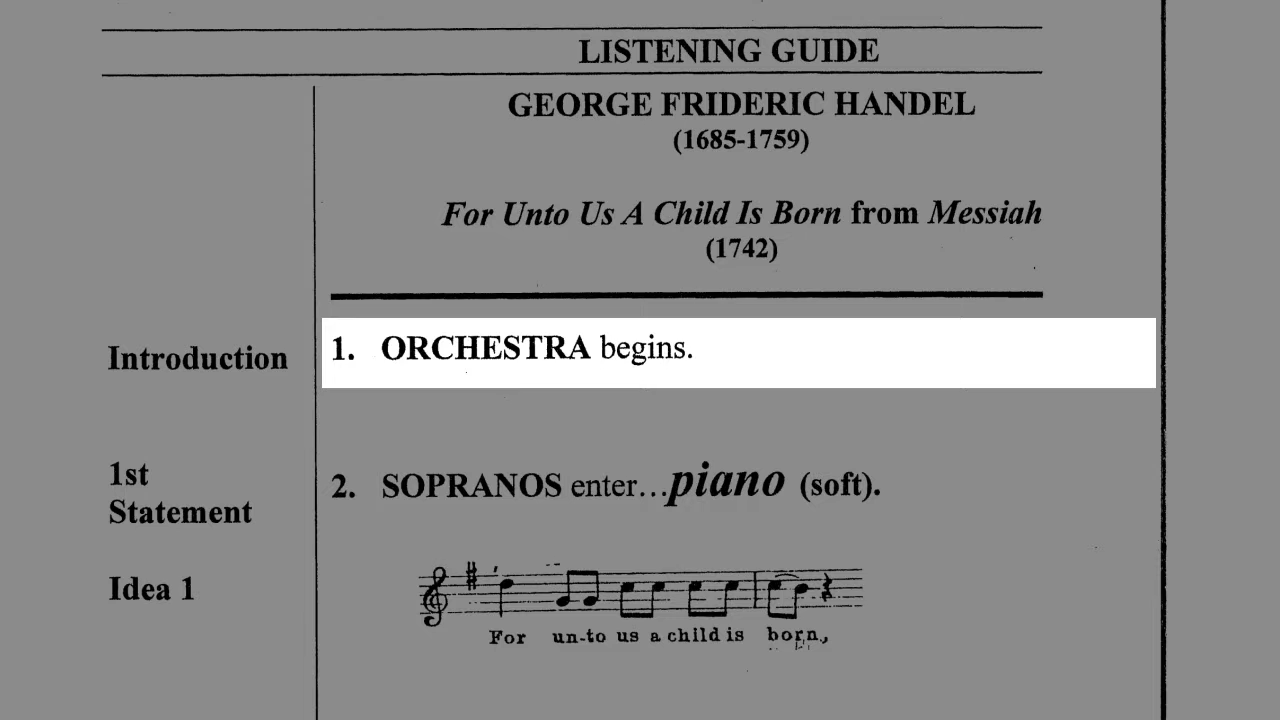 LISTENING GUIDE
GEORGE FRIDERIC HANDEL
(1685-1759)
For Unto Us A Child Is Born from Messiah
(1742)
Introduction
1. ORCHESTRA begins.
1st
Statement
2. SOPRANOS enter...piano (soft).
Idea 1
For un-to us a child is born,